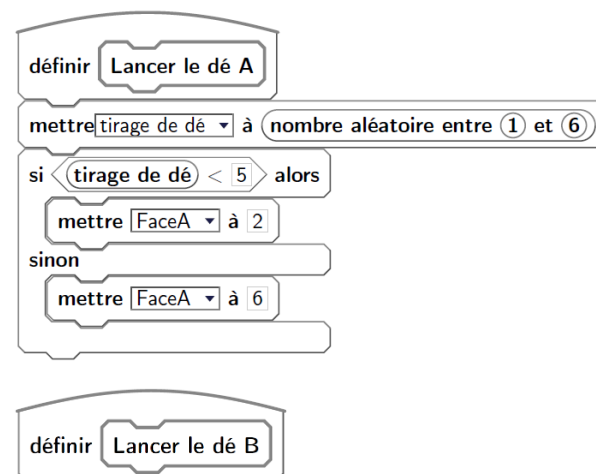 définir Lancer le dé A
mettre tirage de dé ▾ à nombre aléatoire entre 1 et 6
si tirage de dé < 5 alors
mettre FaceA ▾ à 2
sinon
mettre FaceA ▾ à 6
définir Lancer le dé B